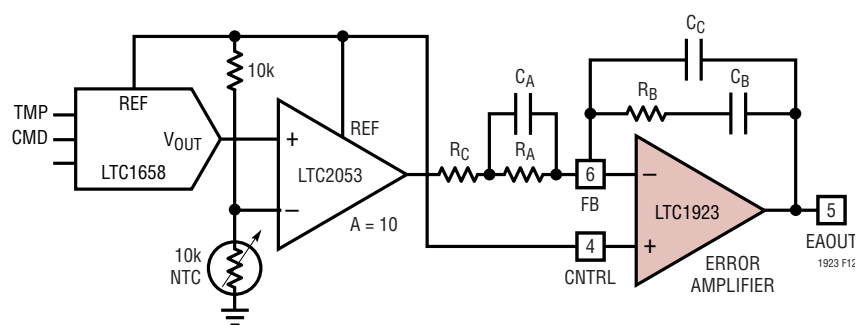 C_C
C_B
R_B
C_A
R_A
R_C
10k
REF
TMP
CMD
V_OUT
LTC1658
+
REF
LTC2053
–
A = 10
10k
NTC
6
FB
–
LTC1923
+
4
CNTRL
ERROR
AMPLIFIER
5
EAOUT
1923 F12